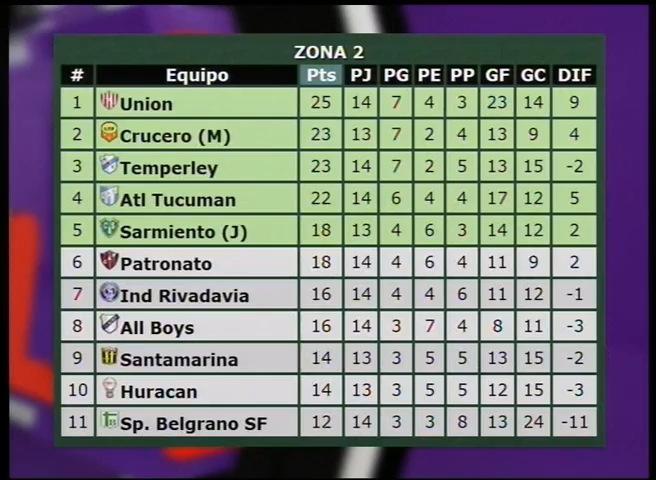 ZONA 2
# Equipo Pts PJ PG PE PP GF GC DIF
1 Union 25 14 7 4 3 23 14 9
2 Crucero (M) 23 13 7 2 4 13 9 4
3 Temperley 23 14 7 2 5 13 15 -2
4 Atl Tucuman 22 14 6 4 4 17 12 5
5 Sarmiento (J) 18 13 4 6 3 14 12 2
6 Patronato 18 14 4 6 4 11 9 2
7 Ind Rivadavia 16 14 4 4 6 11 12 -1
8 All Boys 16 14 3 7 4 8 11 -3
9 Santamarina 14 13 3 5 5 13 15 -2
10 Huracan 14 13 3 5 5 12 15 -3
11 Sp. Belgrano SF 12 14 3 3 8 13 24 -11